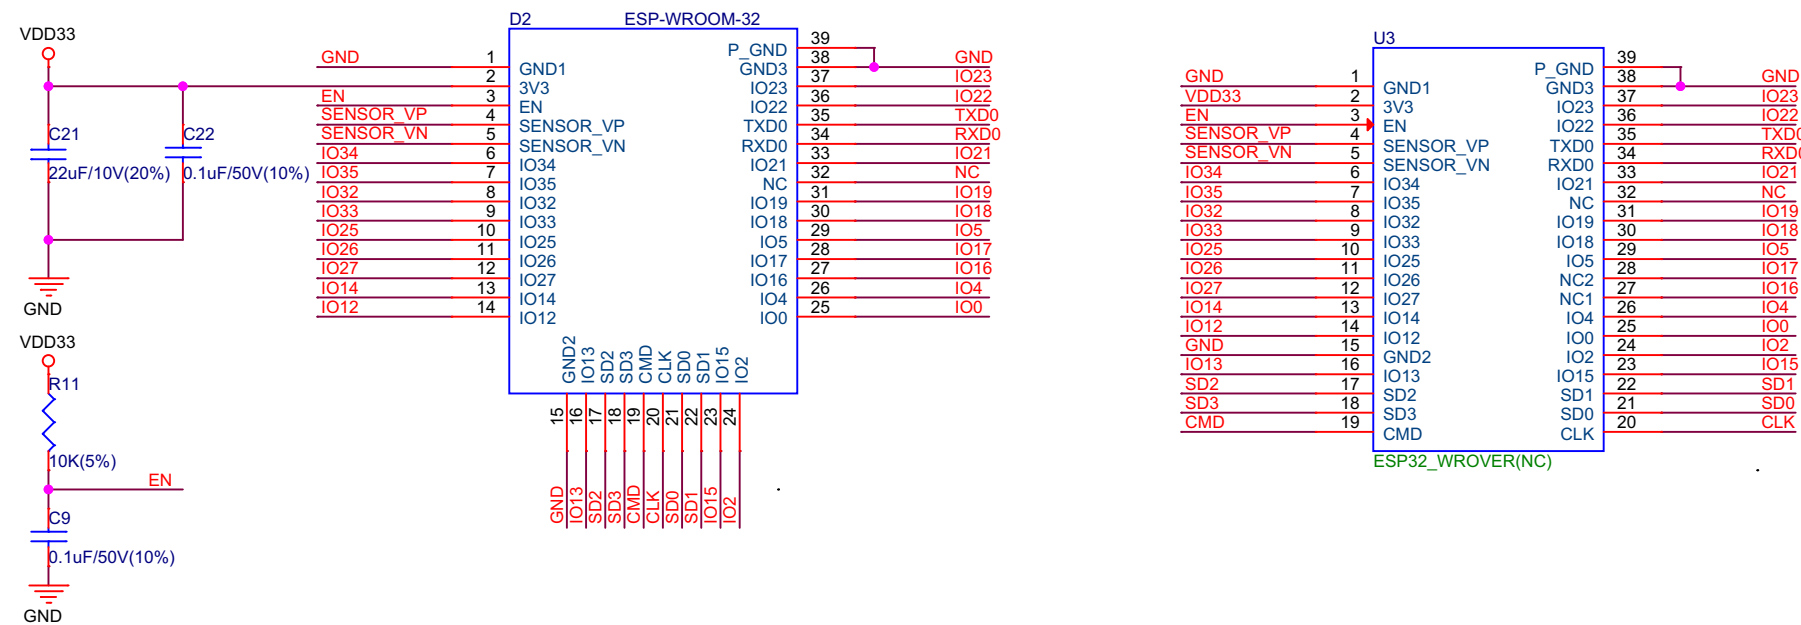 VDD33
C21
22uF/10V(20%)
C22
0.1uF/50V(10%)
GND
VDD33
R11
10K(5%)
EN
C9
0.1uF/50V(10%)
GND
D2 ESP-WROOM-32
GND 1 GND1
2 3V3
EN 3 EN
SENSOR_VP 4 SENSOR_VP
SENSOR_VN 5 SENSOR_VN
IO34 6 IO34
IO35 7 IO35
IO32 8 IO32
IO33 9 IO33
IO25 10 IO25
IO26 11 IO26
IO27 12 IO27
IO14 13 IO14
IO12 14 IO12
P_GND 39
GND3 38 GND
IO23 37 IO23
IO22 36 IO22
TXD0 35 TXD0
RXD0 34 RXD0
IO21 33 IO21
NC 32 NC
IO19 31 IO19
IO18 30 IO18
IO5 29 IO5
IO17 28 IO17
IO16 27 IO16
IO4 26 IO4
IO0 25 IO0
GND2 15 GND
IO13 16 IO13
SD2 17 SD2
SD3 18 SD3
CMD 19 CMD
CLK 20 CLK
SD0 21 SD0
SD1 22 SD1
IO15 23 IO15
IO2 24 IO2
U3
GND 1 GND1
VDD33 2 3V3
EN 3 EN
SENSOR_VP 4 SENSOR_VP
SENSOR_VN 5 SENSOR_VN
IO34 6 IO34
IO35 7 IO35
IO32 8 IO32
IO33 9 IO33
IO25 10 IO25
IO26 11 IO26
IO27 12 IO27
IO14 13 IO14
IO12 14 IO12
GND 15 GND2
IO13 16 IO13
SD2 17 SD2
SD3 18 SD3
CMD 19 CMD
P_GND 39
GND3 38 GND
IO23 37 IO23
IO22 36 IO22
TXD0 35 TXD0
RXD0 34 RXD0
IO21 33 IO21
NC 32 NC
IO19 31 IO19
IO18 30 IO18
IO5 29 IO5
NC2 28 IO17
NC1 27 IO16
IO4 26 IO4
IO0 25 IO0
IO2 24 IO2
IO15 23 IO15
SD1 22 SD1
SD0 21 SD0
CLK 20 CLK
ESP32_WROVER(NC)